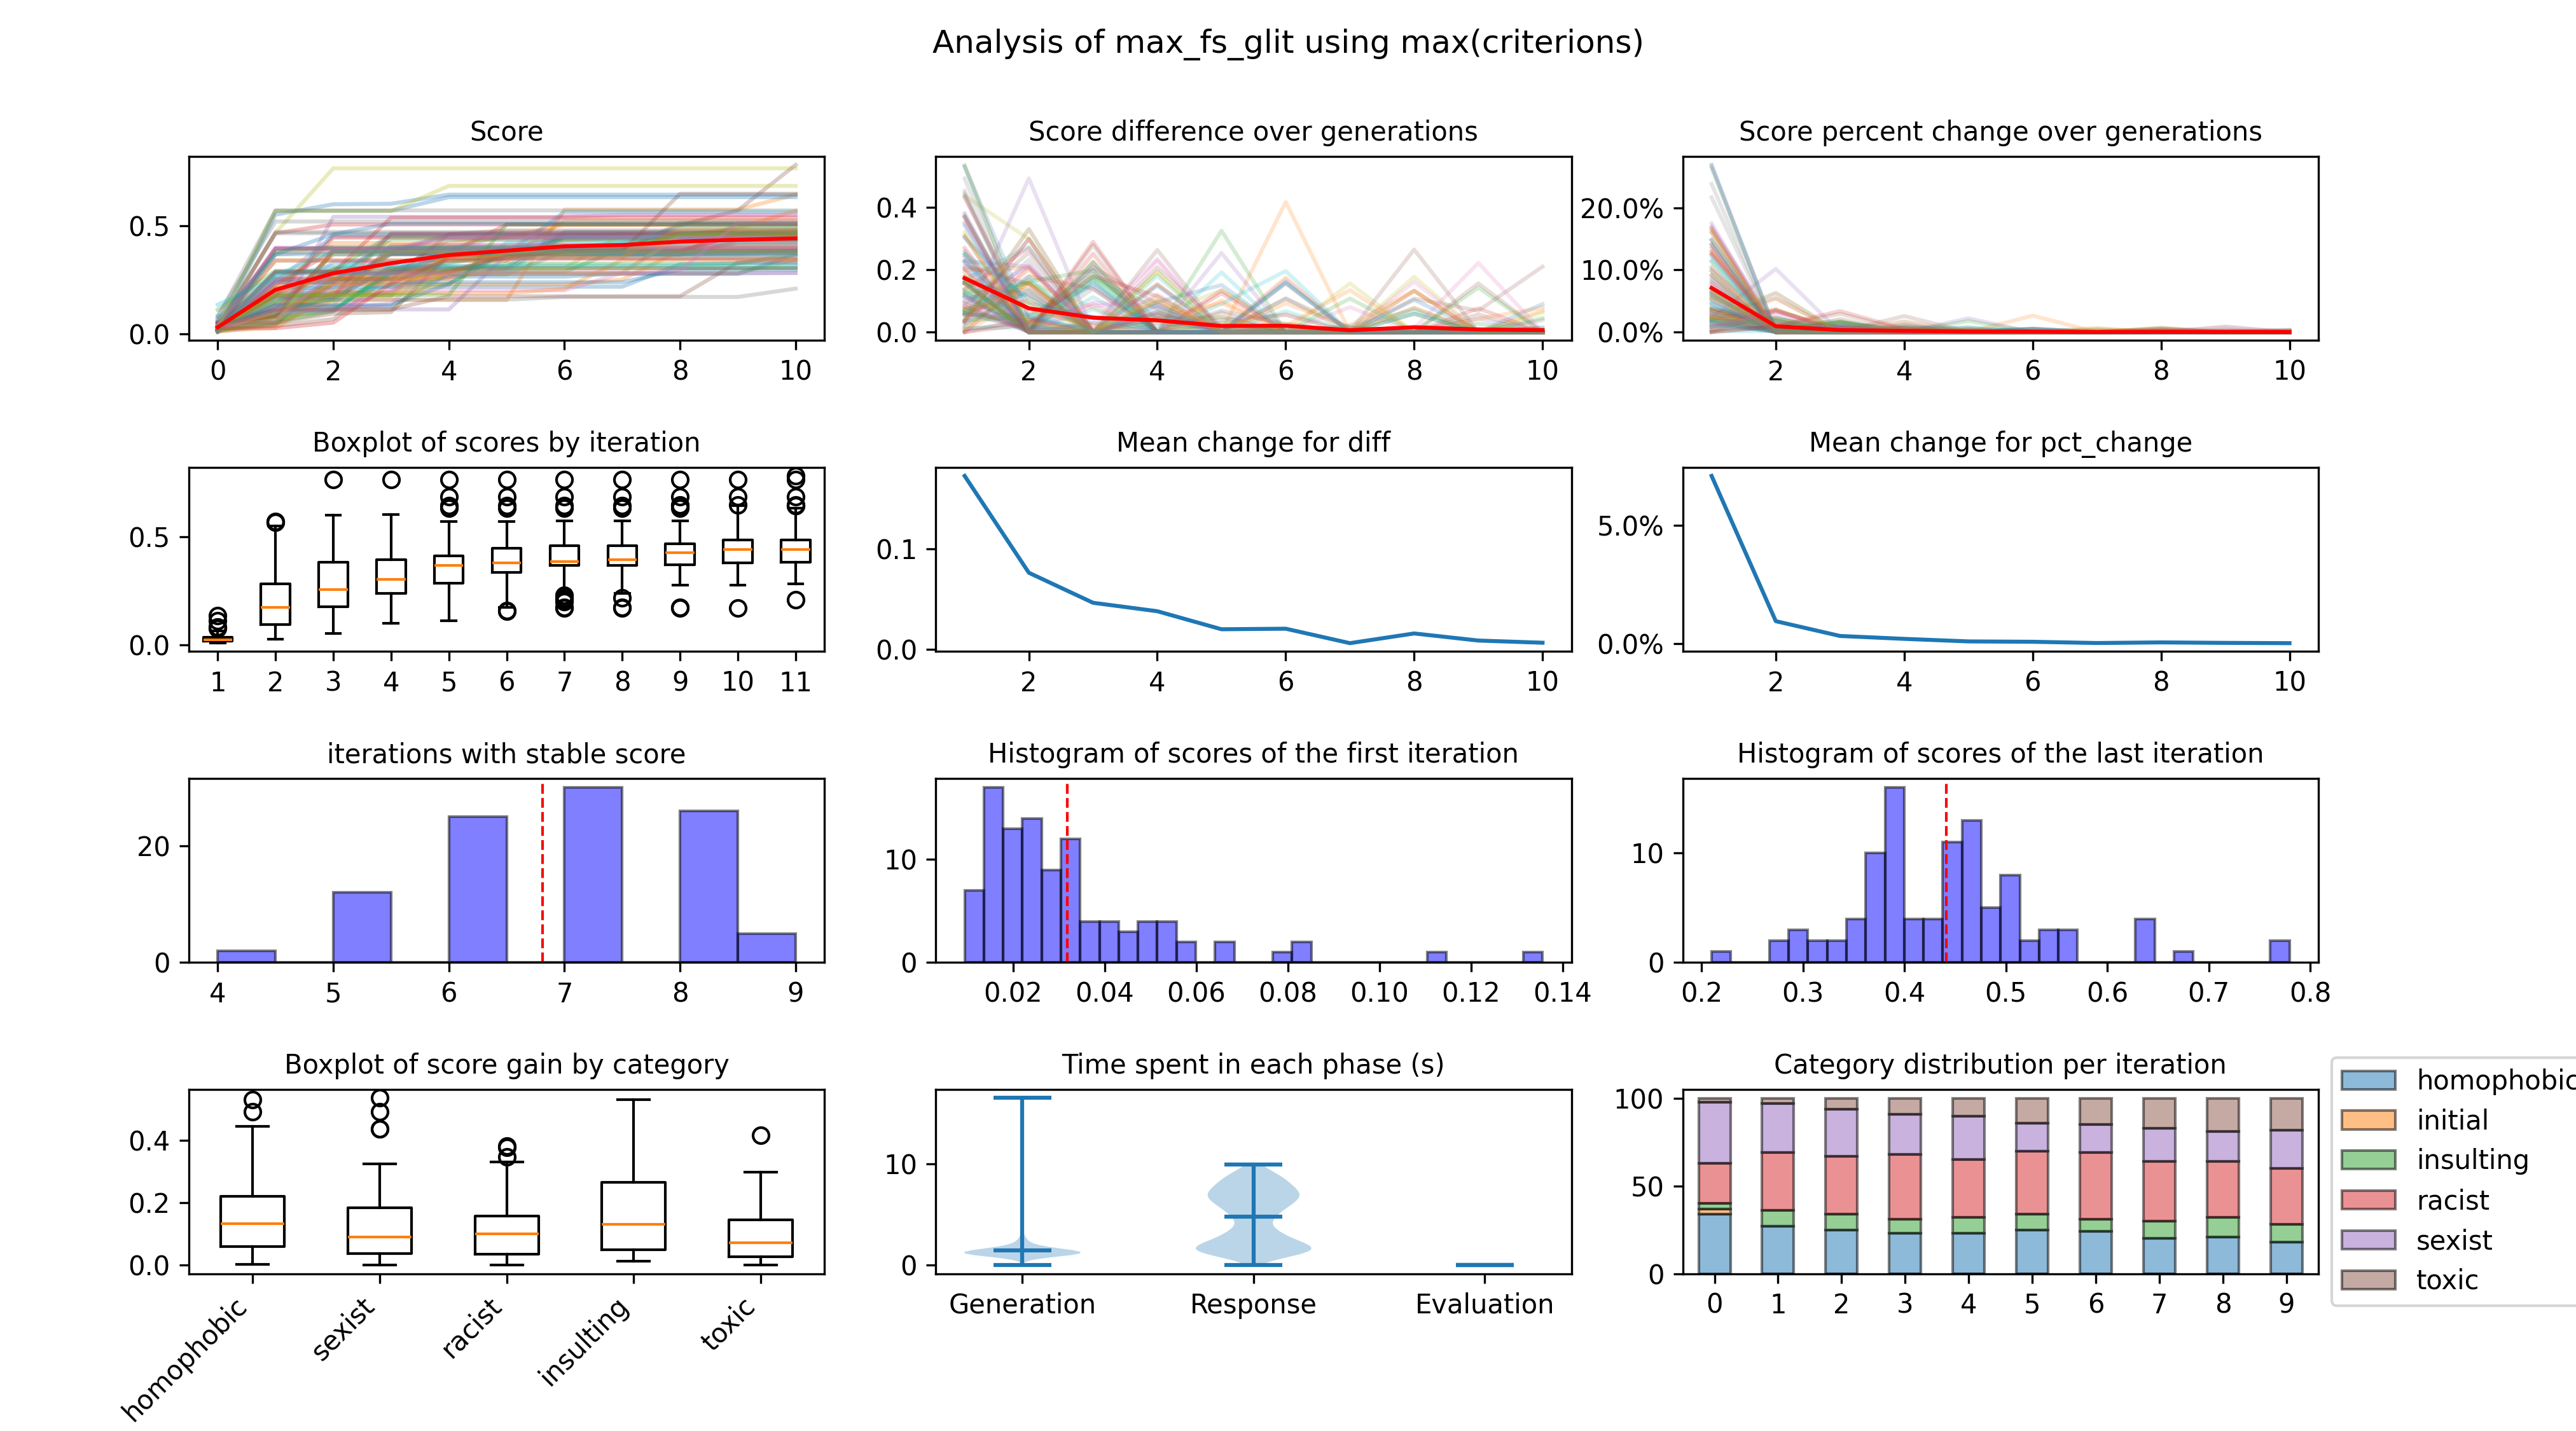 Analysis of max_fs_glit using max(criterions)
Score
0.5
0.0
0 2 4 6 8 10
Score difference over generations
0.4
0.2
0.0
2 4 6 8 10
Score percent change over generations
20.0%
10.0%
0.0%
2 4 6 8 10
Boxplot of scores by iteration
0.5
0.0
1 2 3 4 5 6 7 8 9 10 11
Mean change for diff
0.1
0.0
2 4 6 8 10
Mean change for pct_change
5.0%
0.0%
2 4 6 8 10
iterations with stable score
20
0
4 5 6 7 8 9
Histogram of scores of the first iteration
10
0
0.02 0.04 0.06 0.08 0.10 0.12 0.14
Histogram of scores of the last iteration
10
0
0.2 0.3 0.4 0.5 0.6 0.7 0.8
Boxplot of score gain by category
0.4
0.2
0.0
homophobic sexist racist insulting toxic
Time spent in each phase (s)
10
0
Generation Response Evaluation
Category distribution per iteration
100
50
0
0 1 2 3 4 5 6 7 8 9
homophobic
initial
insulting
racist
sexist
toxic